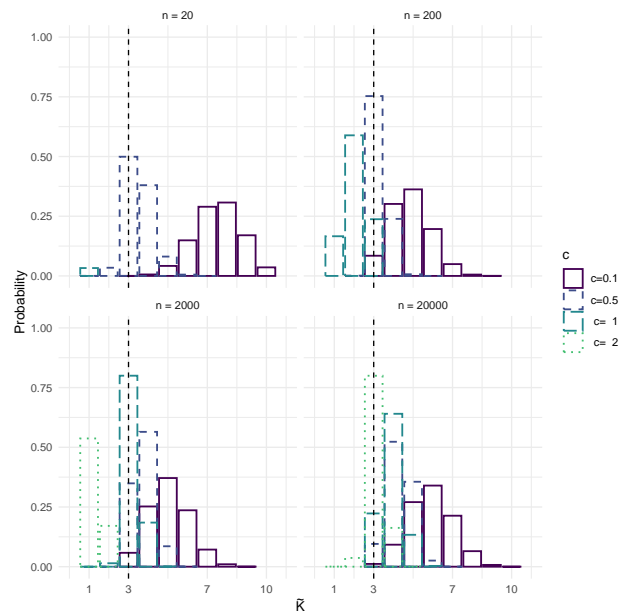 n = 20
n = 200
1.00
0.75
0.50
0.25
0.00
n = 2000
n = 20000
1.00
0.75
0.50
0.25
0.00
1
3
7
10
1
3
7
10
Probability
K̃
c
c=0.1
c=0.5
c= 1
c= 2